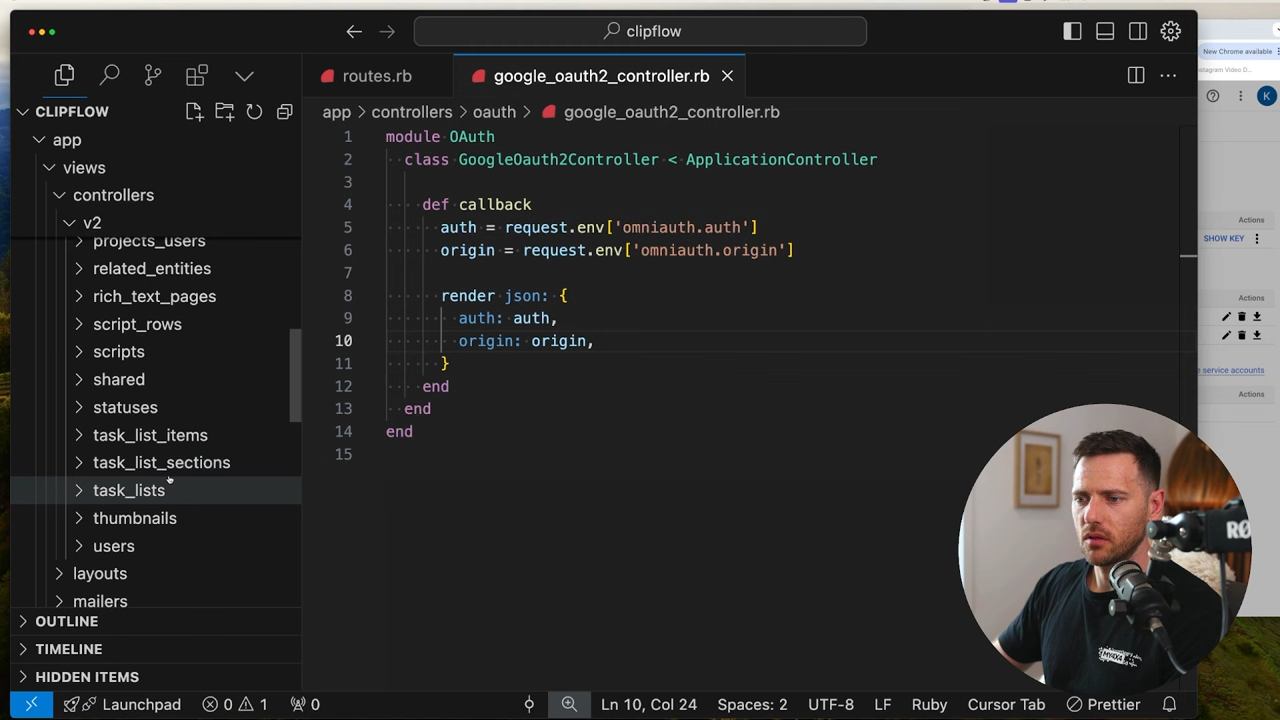 clipflow
New Chrome available
nstagram Video D...
routes.rb
google_oauth2_controller.rb
K
CLIPFLOW
app > controllers > oauth > google_oauth2_controller.rb
app
views
controllers
v2
projects_users
related_entities
rich_text_pages
script_rows
scripts
shared
statuses
task_list_items
task_list_sections
task_lists
thumbnails
users
layouts
mailers
OUTLINE
TIMELINE
HIDDEN ITEMS
1 module OAuth
2 class GoogleOauth2Controller < ApplicationController
3
4 def callback
5 auth = request.env['omniauth.auth']
6 origin = request.env['omniauth.origin']
7
8 render json: {
9 auth: auth,
10 origin: origin,
11 }
12 end
13 end
14 end
15
Actions
SHOW KEY
Actions
e service accounts
Actions
RØ
Launchpad 0 1 0 Ln 10, Col 24 Spaces: 2 UTF-8 LF Ruby Cursor Tab Prettier